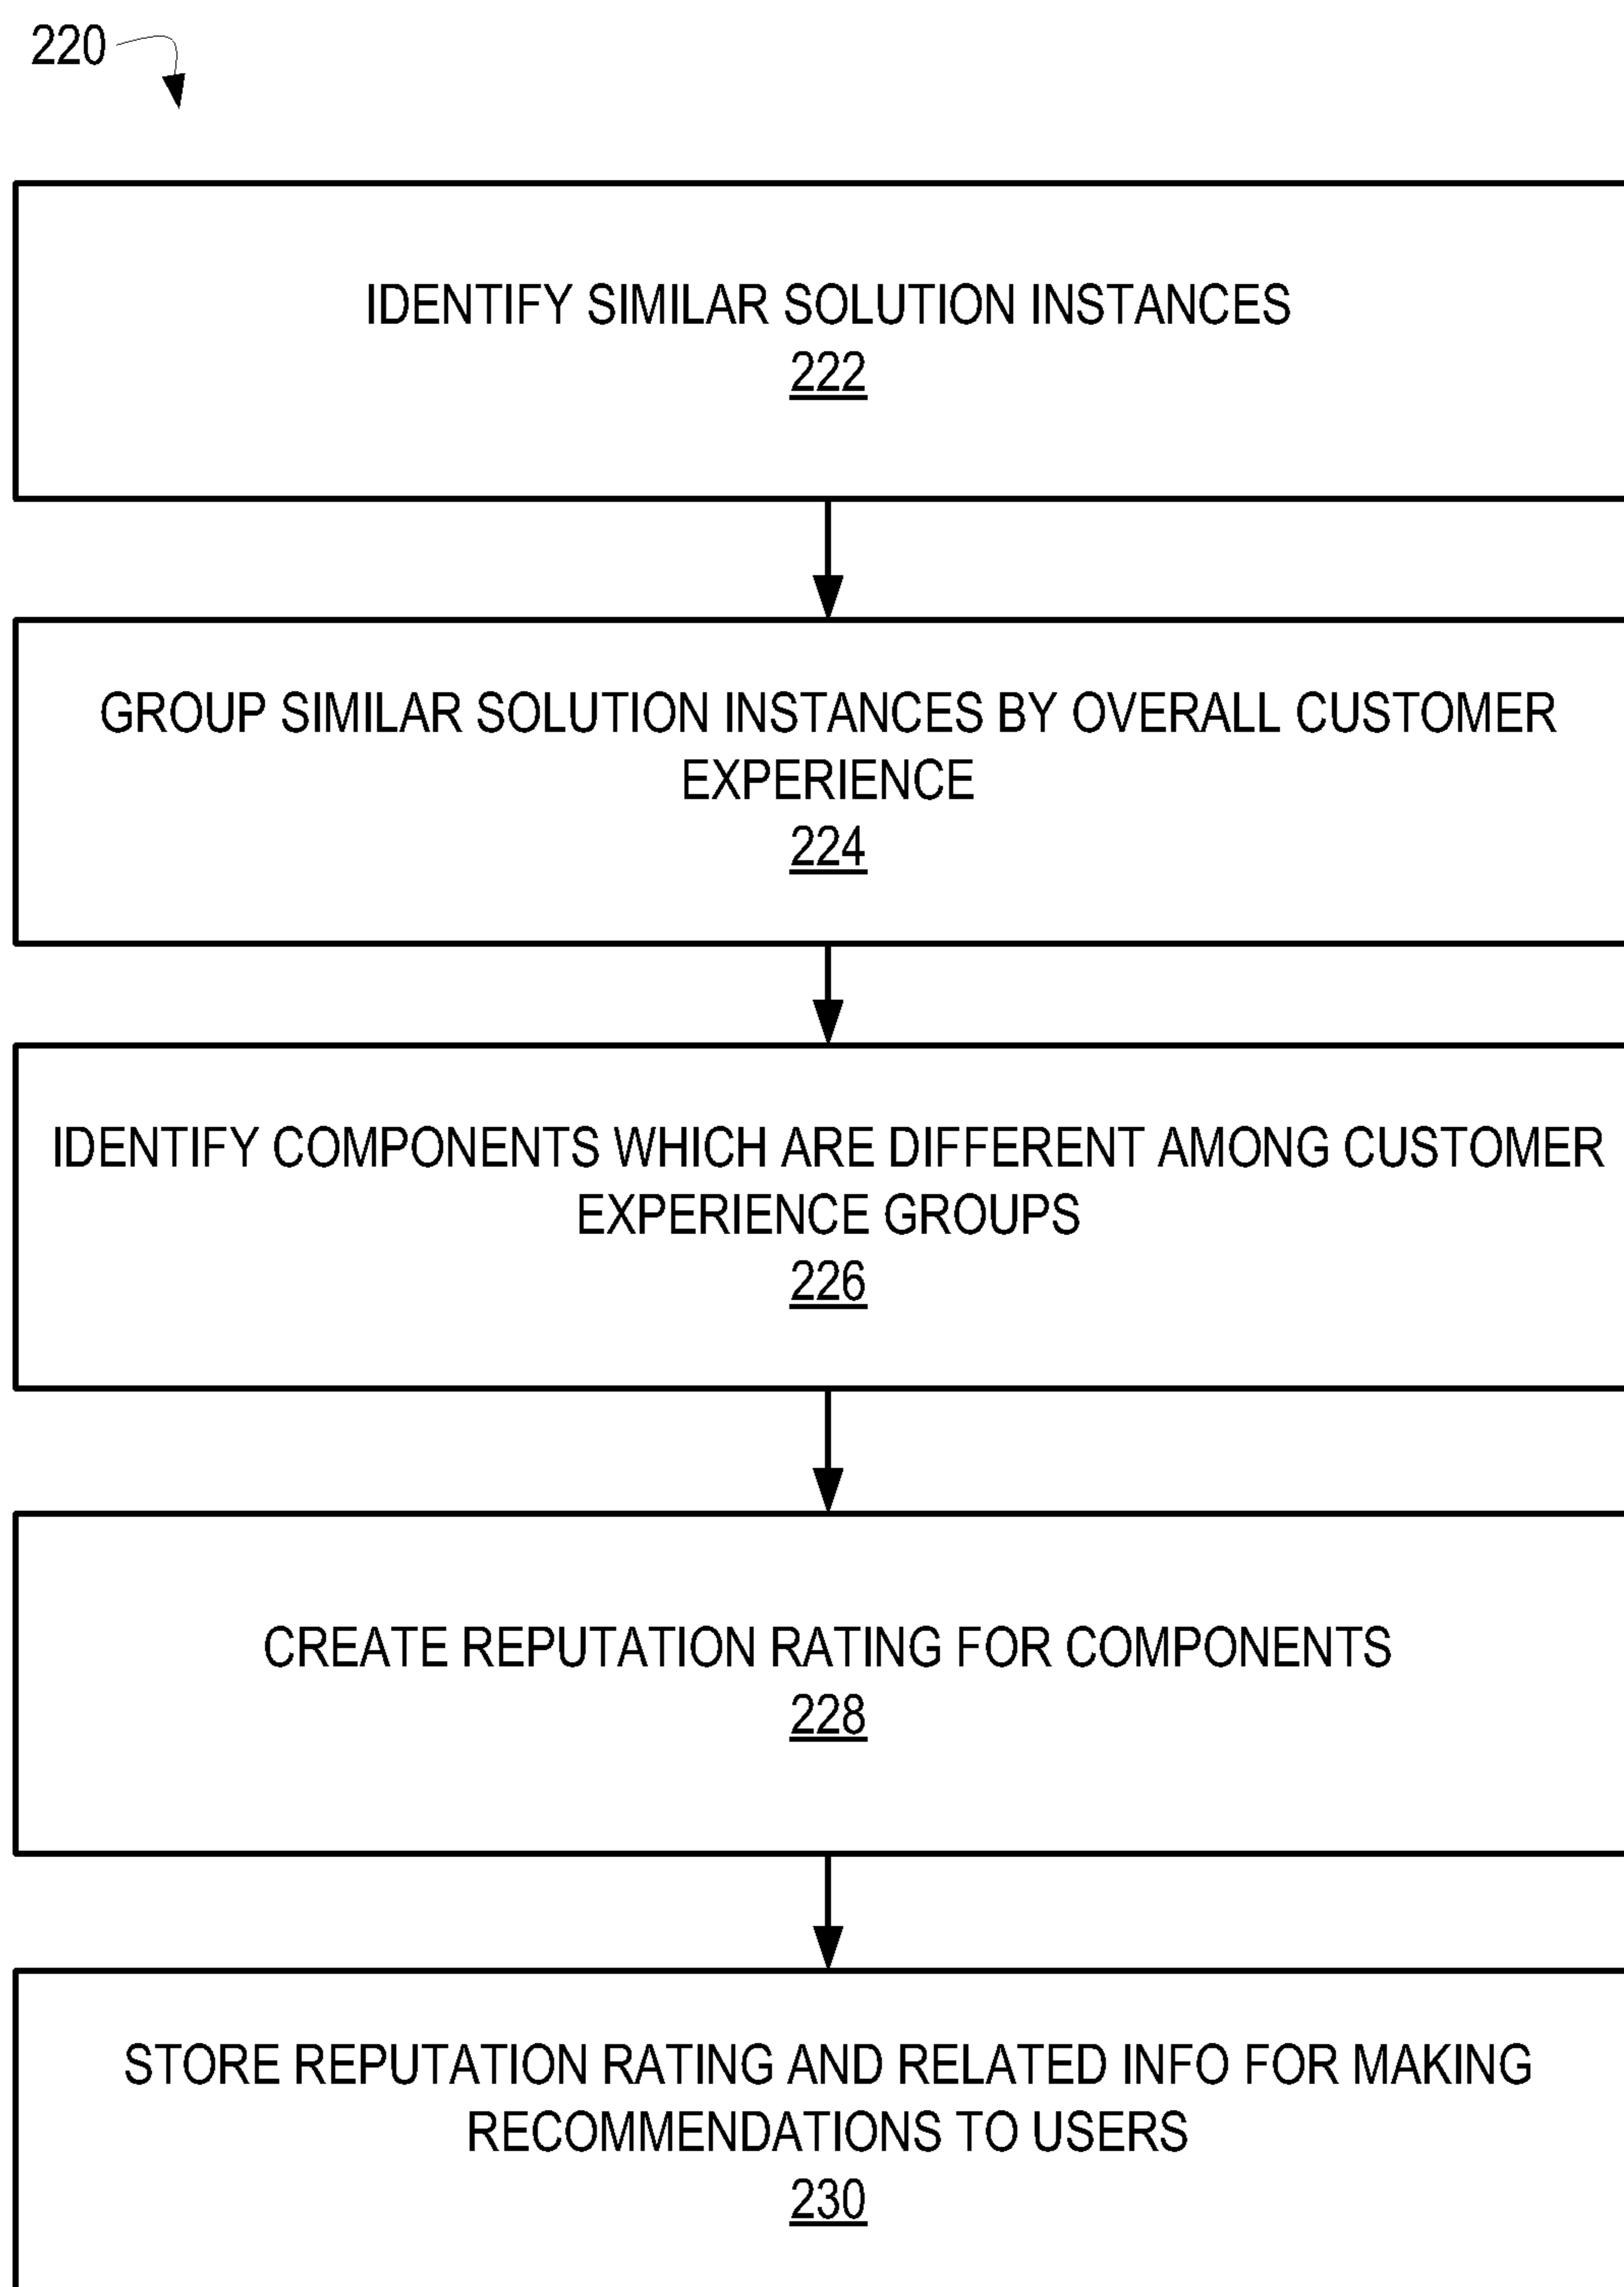 220
IDENTIFY SIMILAR SOLUTION INSTANCES
222
GROUP SIMILAR SOLUTION INSTANCES BY OVERALL CUSTOMER
EXPERIENCE
224
IDENTIFY COMPONENTS WHICH ARE DIFFERENT AMONG CUSTOMER
EXPERIENCE GROUPS
226
CREATE REPUTATION RATING FOR COMPONENTS
228
STORE REPUTATION RATING AND RELATED INFO FOR MAKING
RECOMMENDATIONS TO USERS
230